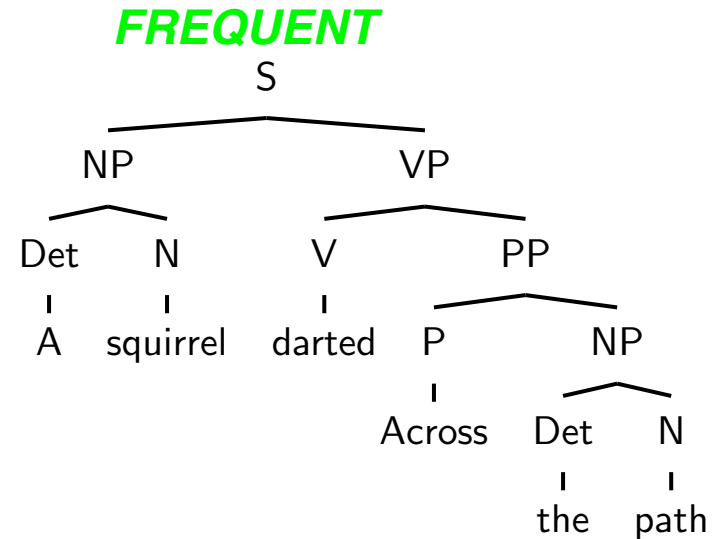 FREQUENT
S
NP VP
Det N V PP
A squirrel darted P NP
Across Det N
the path